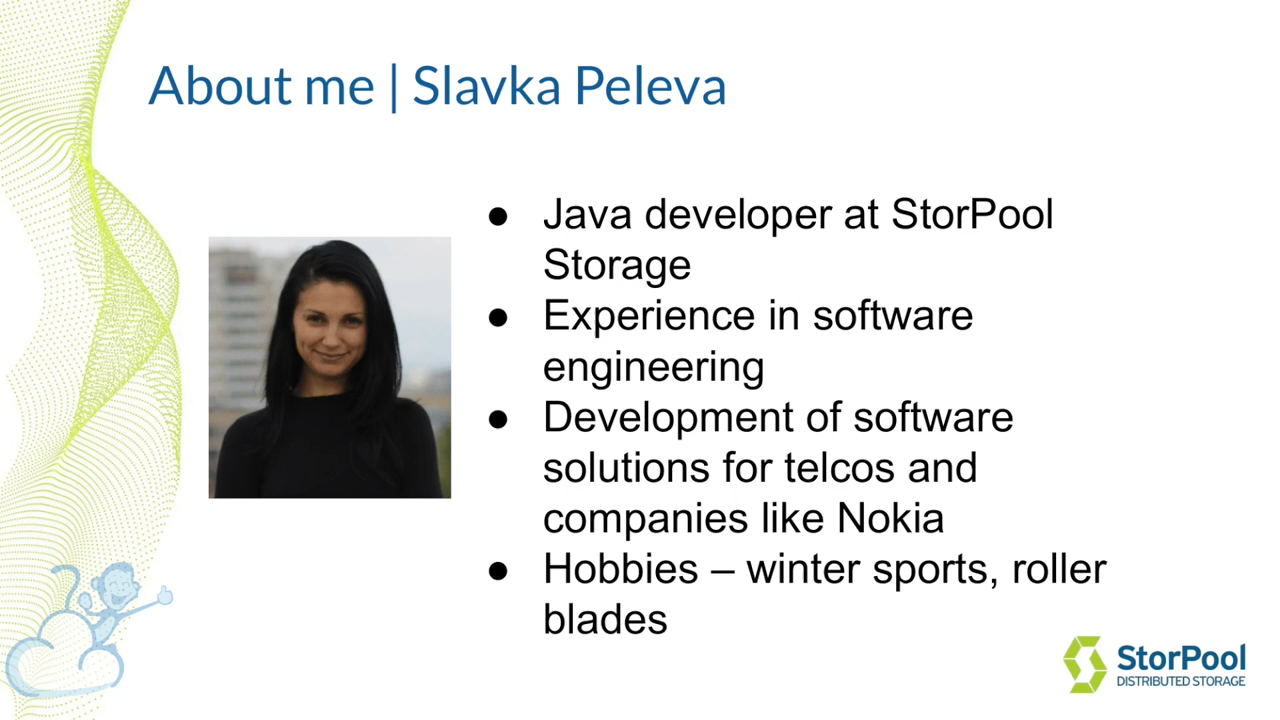 About me | Slavka Peleva
● Java developer at StorPool
Storage
● Experience in software
engineering
● Development of software
solutions for telcos and
companies like Nokia
● Hobbies – winter sports, roller
blades
StorPool
DISTRIBUTED STORAGE